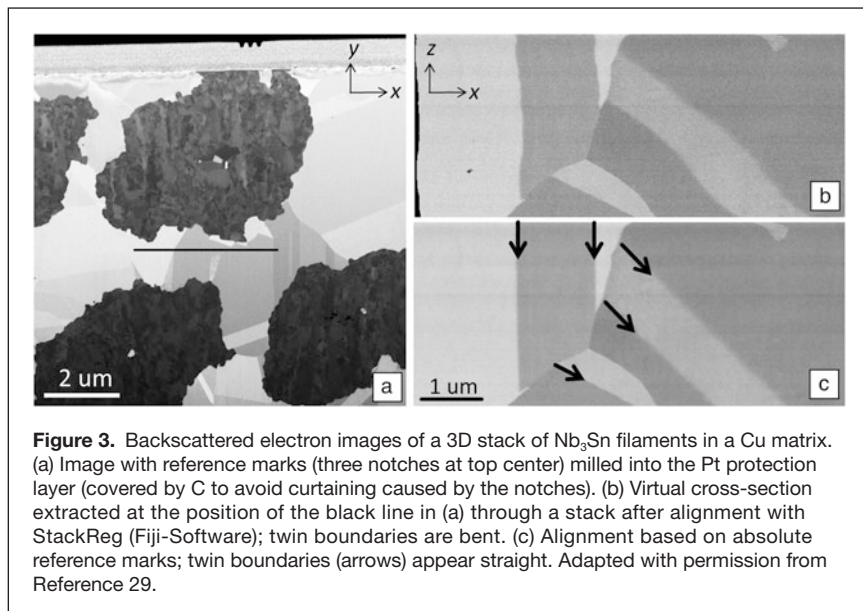 y
x
2 um
a
z
x
b
1 um
c
Figure 3. Backscattered electron images of a 3D stack of Nb₃Sn filaments in a Cu matrix.
(a) Image with reference marks (three notches at top center) milled into the Pt protection
layer (covered by C to avoid curtaining caused by the notches). (b) Virtual cross-section
extracted at the position of the black line in (a) through a stack after alignment with
StackReg (Fiji-Software); twin boundaries are bent. (c) Alignment based on absolute
reference marks; twin boundaries (arrows) appear straight. Adapted with permission from
Reference 29.